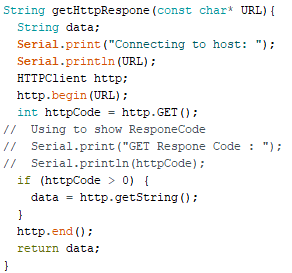 String getHttpRespone(const char* URL){
  String data;
  Serial.print("Connecting to host: ");
  Serial.println(URL);
  HTTPClient http;
  http.begin(URL);
  int httpCode = http.GET();
//  Using to show ResponeCode
//  Serial.print("GET Respone Code : ");
//  Serial.println(httpCode);
  if (httpCode > 0) {
    data = http.getString();
  }
  http.end();
  return data;
}